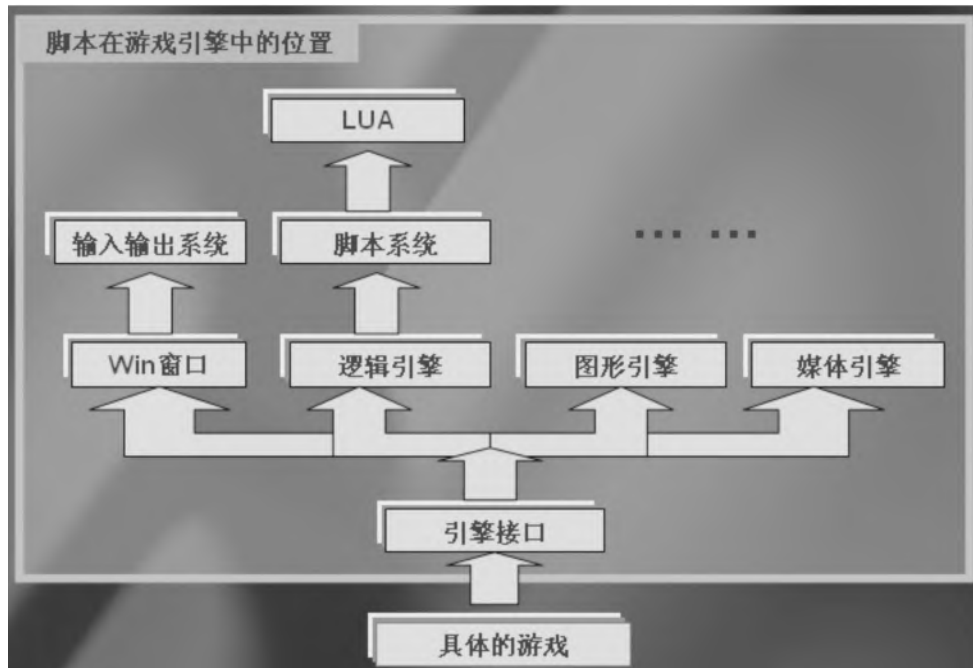 脚本在游戏引擎中的位置
LUA
输入输出系统
脚本系统
... ...
Win窗口
逻辑引擎
图形引擎
媒体引擎
引擎接口
具体的游戏